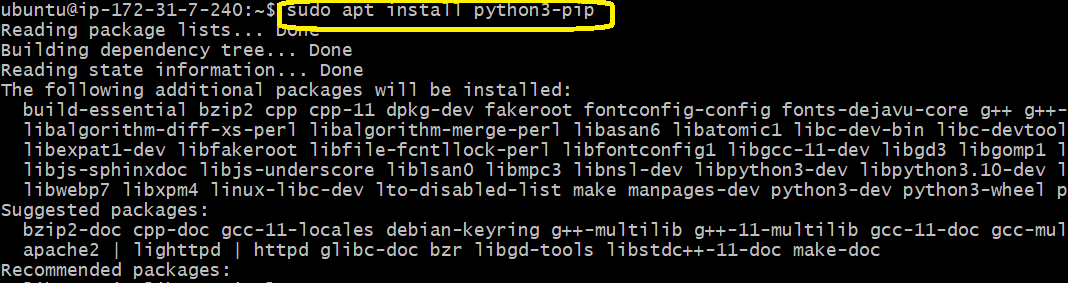 ubuntu@ip-172-31-7-240:~$ sudo apt install python3-pip
Reading package lists... Done
Building dependency tree... Done
Reading state information... Done
The following additional packages will be installed:
build-essential bzip2 cpp cpp-11 dpkg-dev fakeroot fontconfig-config fonts-dejavu-core g++ g++-
libalgorithm-diff-xs-perl libalgorithm-merge-perl libasan6 libatomic1 libc-dev-bin libc-devtool
libexpat1-dev libfakeroot libfile-fcntllock-perl libfontconfig1 libgcc-11-dev libgd3 libgomp1 l
libjs-sphinxdoc libjs-underscore liblsan0 libmpc3 libnsl-dev libpython3-dev libpython3.10-dev l
libwebp7 libxpm4 linux-libc-dev lto-disabled-list make manpages-dev python3-dev python3-wheel p
Suggested packages:
bzip2-doc cpp-doc gcc-11-locales debian-keyring g++-multilib g++-11-multilib gcc-11-doc gcc-mul
apache2 | lighttpd | httpd glibc-doc bzr libgd-tools libstdc++-11-doc make-doc
Recommended packages: